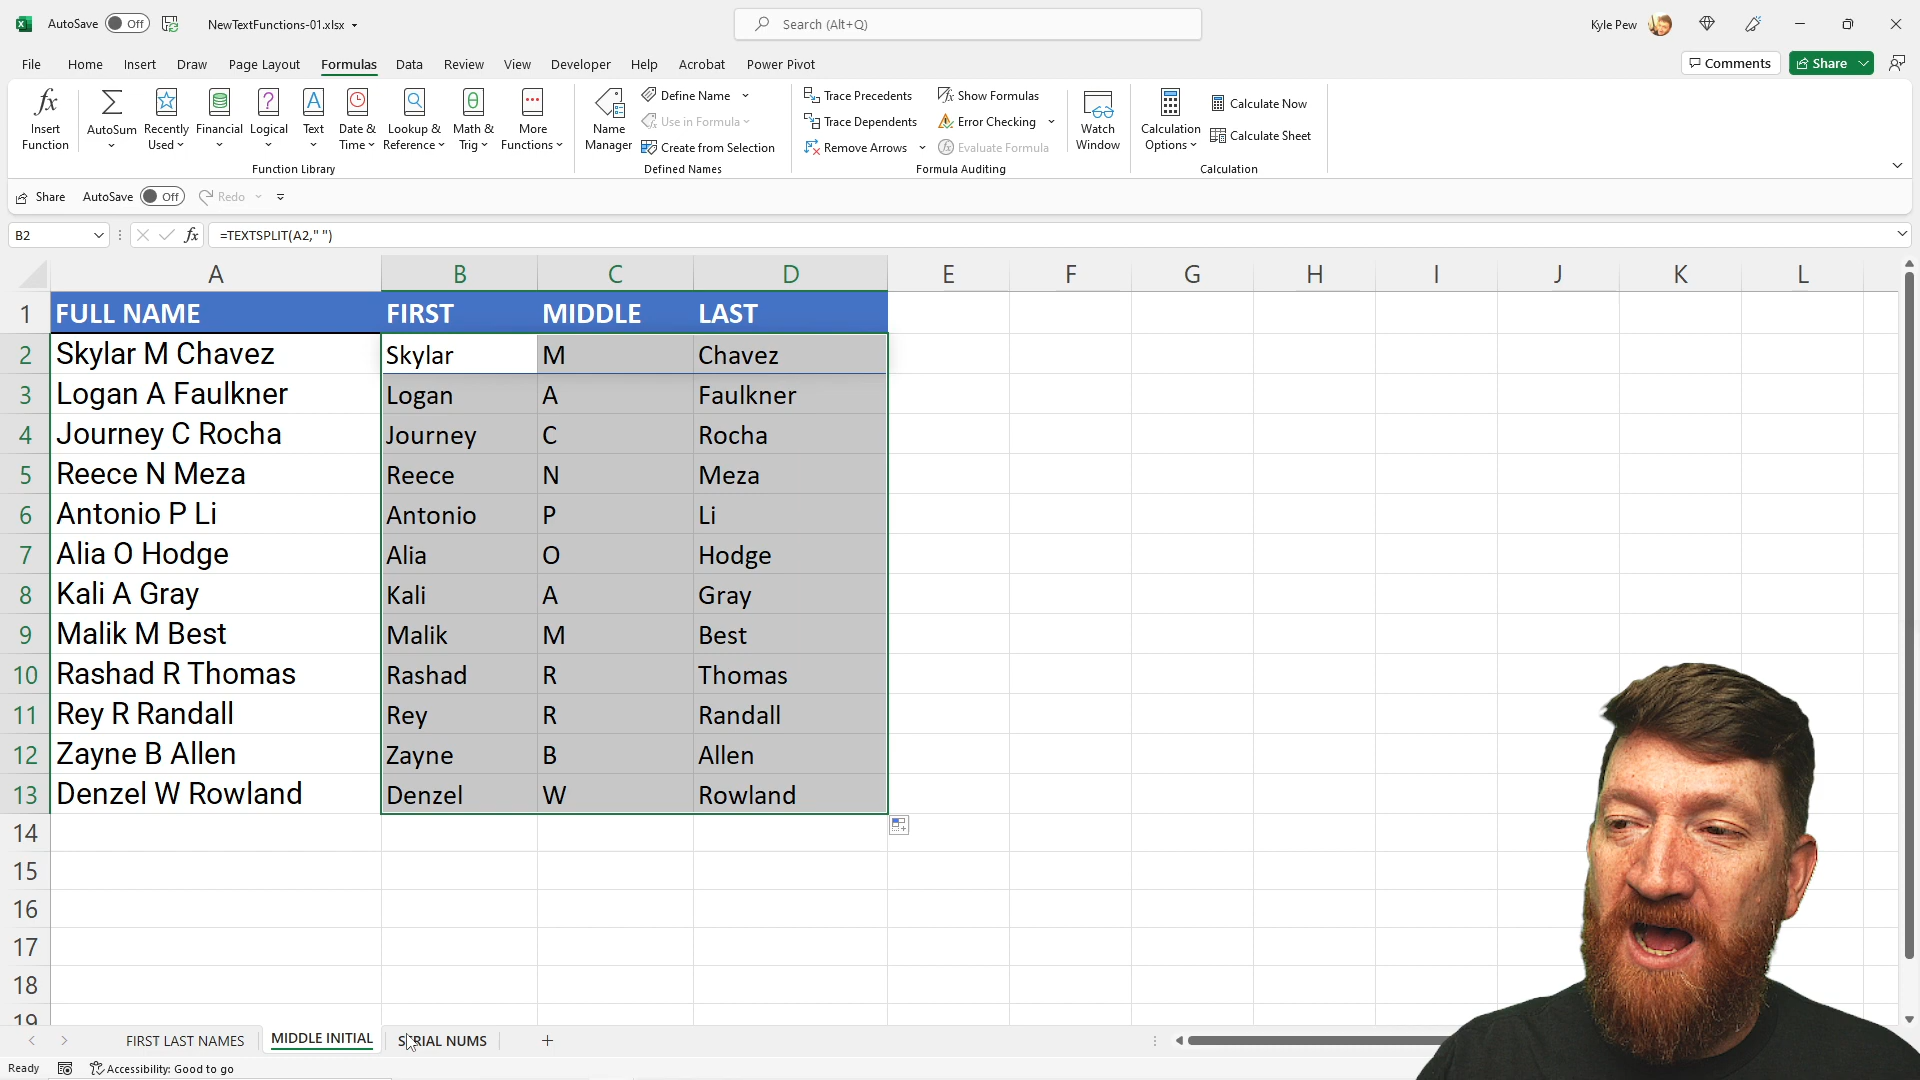 AutoSave Off NewTextFunctions-01.xlsx Search (Alt+Q) Kyle Pew
File Home Insert Draw Page Layout Formulas Data Review View Developer Help Acrobat Power Pivot Comments Share
Insert Function AutoSum Recently Used Financial Logical Text Date & Time Lookup & Reference Math & Trig More Functions
Function Library
Name Manager
Define Name
Use in Formula
Create from Selection
Defined Names
Trace Precedents Show Formulas
Trace Dependents Error Checking
Remove Arrows Evaluate Formula
Formula Auditing
Watch Window
Calculation Options
Calculate Now
Calculate Sheet
Calculation
Share AutoSave Off Redo
B2 fx =TEXTSPLIT(A2," ")
A B C D E F G H I J K L
1 FULL NAME FIRST MIDDLE LAST
2 Skylar M Chavez Skylar M Chavez
3 Logan A Faulkner Logan A Faulkner
4 Journey C Rocha Journey C Rocha
5 Reece N Meza Reece N Meza
6 Antonio P Li Antonio P Li
7 Alia O Hodge Alia O Hodge
8 Kali A Gray Kali A Gray
9 Malik M Best Malik M Best
10 Rashad R Thomas Rashad R Thomas
11 Rey R Randall Rey R Randall
12 Zayne B Allen Zayne B Allen
13 Denzel W Rowland Denzel W Rowland
14
15
16
17
18
19
FIRST LAST NAMES MIDDLE INITIAL SERIAL NUMS
Ready Accessibility: Good to go